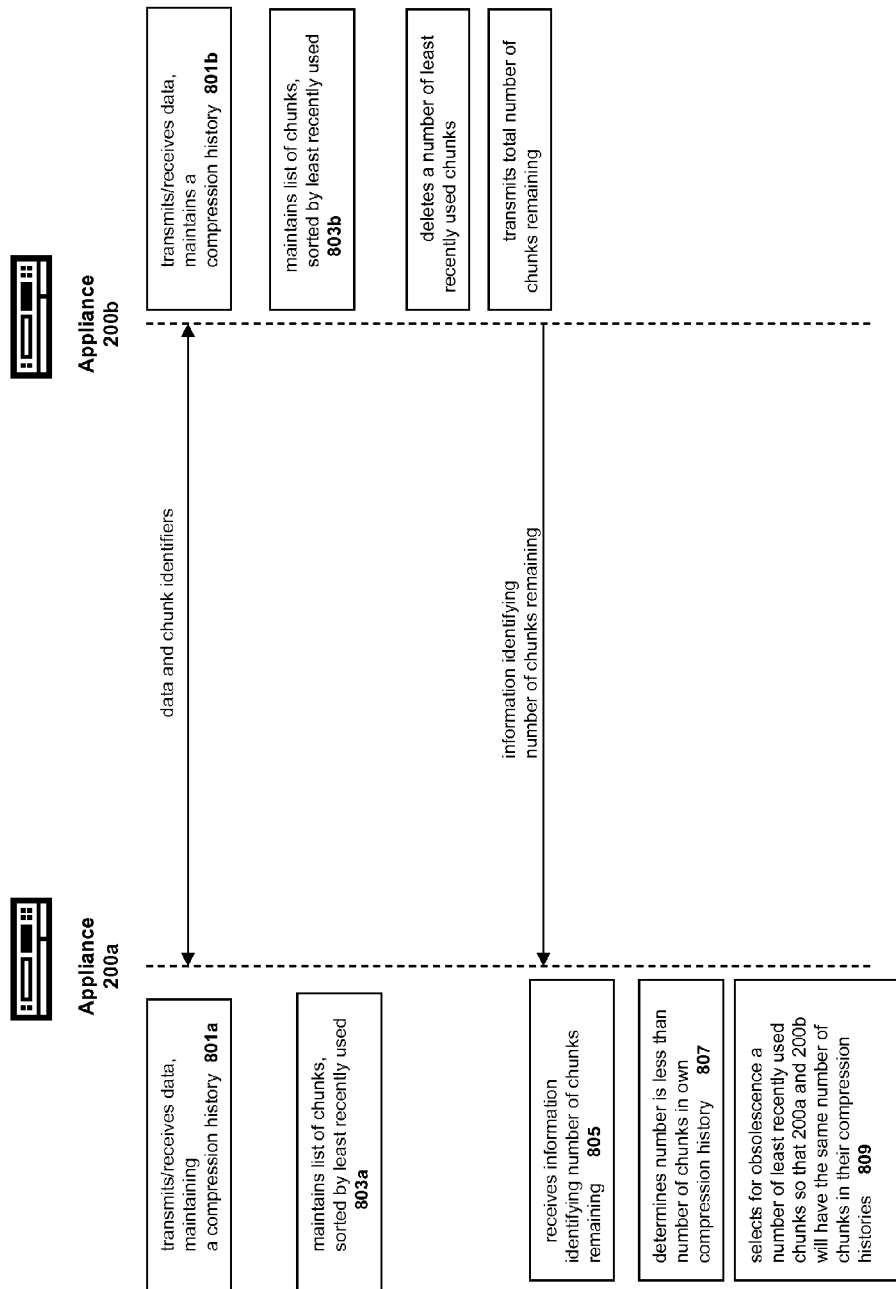 Appliance
200a
Appliance
200b
transmits/receives data,
maintaining
a compression history 801a
data and chunk identifiers
transmits/receives data,
maintains a
compression history 801b
maintains list of chunks,
sorted by least recently used
803a
maintains list of chunks,
sorted by least recently used
803b
deletes a number of least
recently used chunks
transmits total number of
chunks remaining
information identifying
number of chunks remaining
receives information
identifying number of chunks
remaining 805
determines number is less than
number of chunks in own
compression history 807
selects for obsolescence a
number of least recently used
chunks so that 200a and 200b
will have the same number of
chunks in their compression
histories 809